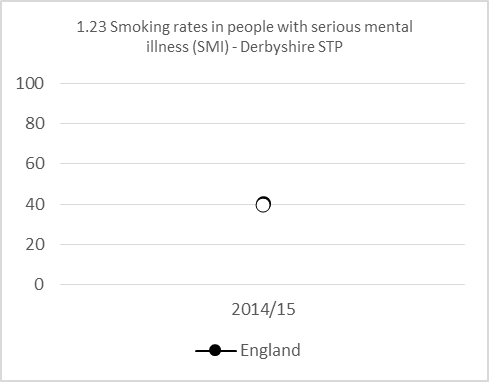 1.23 Smoking rates in people with serious mental
illness (SMI) - Derbyshire STP
100
80
60
40
20
0
2014/15
England